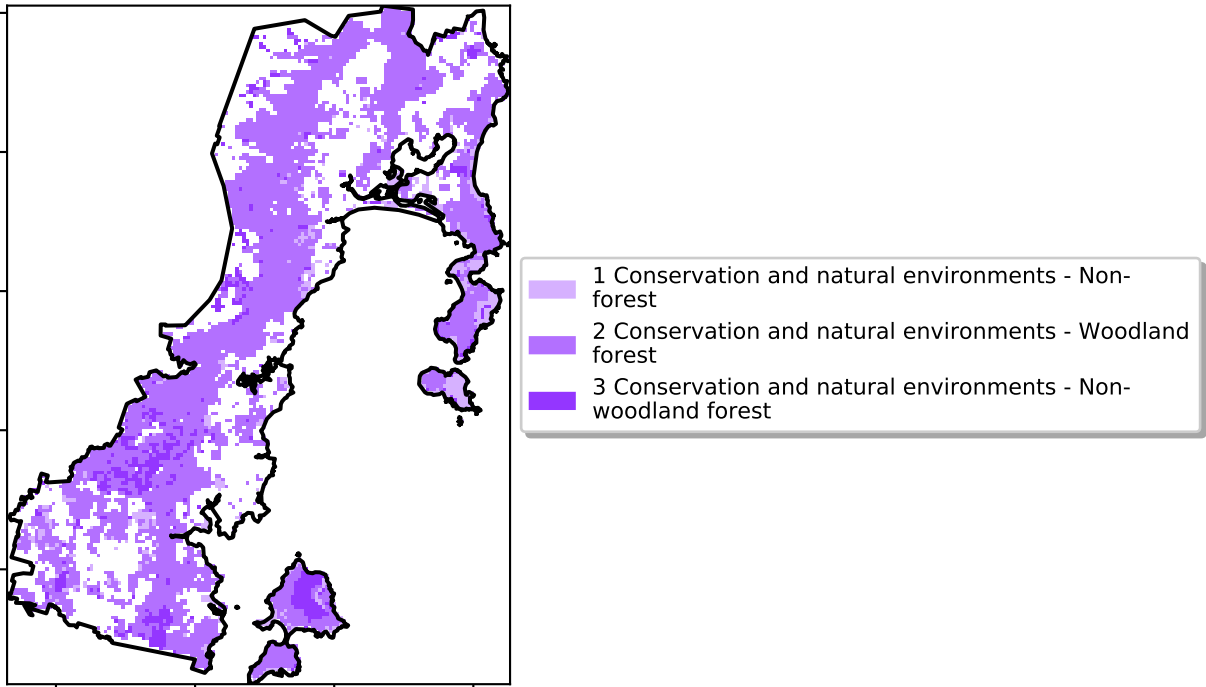 1 Conservation and natural environments - Non-
forest
2 Conservation and natural environments - Woodland
forest
3 Conservation and natural environments - Non-
woodland forest